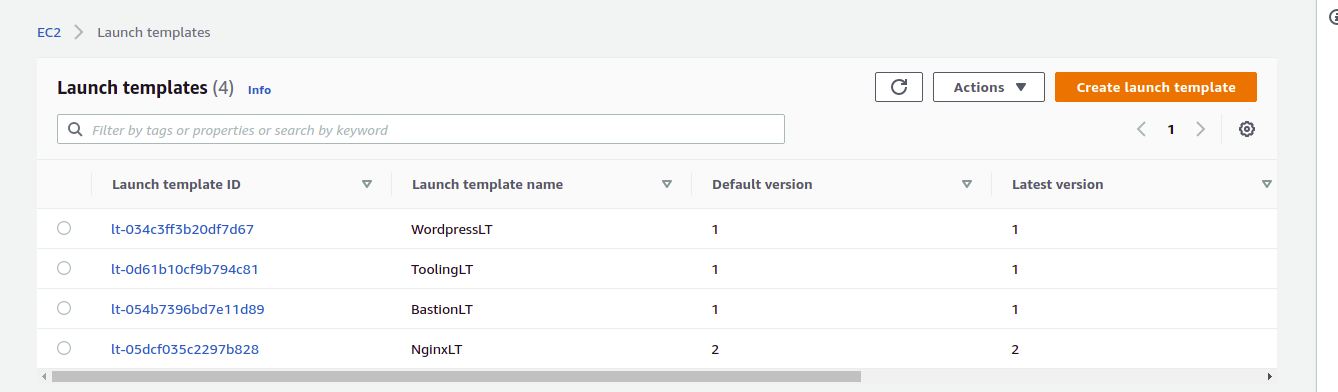 EC2 > Launch templates
Launch templates (4) Info Actions Create launch template
Filter by tags or properties or search by keyword 1
Launch template ID Launch template name Default version Latest version
lt-034c3ff3b20df7d67 WordpressLT 1 1
lt-0d61b10cf9b794c81 ToolingLT 1 1
lt-054b7396bd7e11d89 BastionLT 1 1
lt-05dcf035c2297b828 NginxLT 2 2